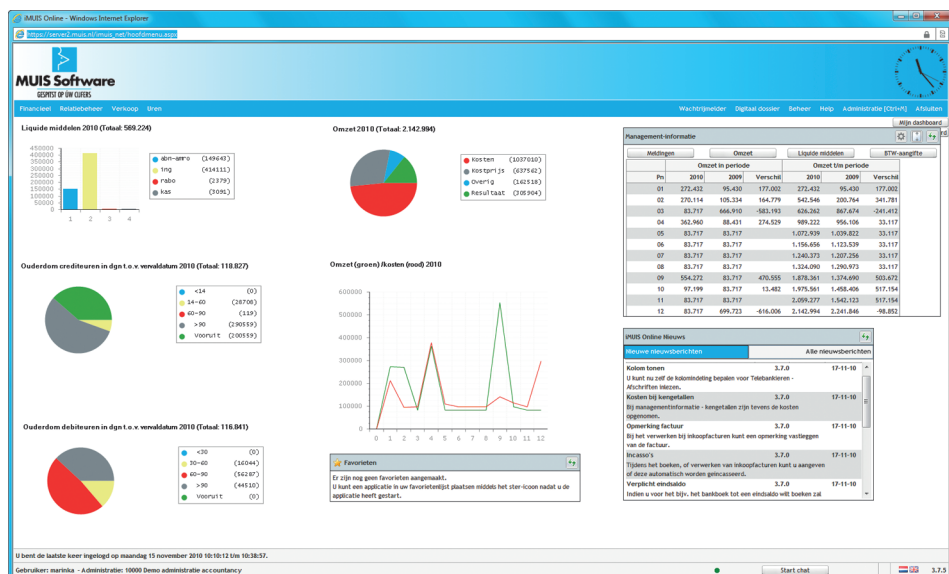 iMUIS Online - Windows Internet Explorer
https://server2.muis.nl/imuis_net/hoofdmenu.aspx
MUIS Software
GESPITST OP ÚW CIJFERS
Financieel Relatiebeheer Verkoop Uren Wachtrijmelder Digitaal dossier Beheer Help Administratie [Ctrl+M] Afsluiten
Mijn dashboard
Liquide middelen 2010 (Totaal: 569.224)
450000
400000
350000
300000
250000
200000
150000
100000
50000
0
1 2 3 4
abn-amro (149643)
ing (414111)
rabo (2379)
kas (3091)
Omzet 2010 (Totaal: 2.142.994)
Kosten (1037010)
Kostprijs (637562)
Overig (162518)
Resultaat (305904)
Ouderdom crediteuren in dgn t.o.v. vervaldatum 2010 (Totaal: 118.827)
<14 (0)
14-60 (28708)
60-90 (119)
>90 (290559)
Vooruit (200559)
Omzet (groen) /kosten (rood) 2010
600000
500000
400000
300000
200000
100000
0
0 1 2 3 4 5 6 7 8 9 10 11 12
Ouderdom debiteuren in dgn t.o.v. vervaldatum 2010 (Totaal: 116.841)
<30 (0)
30-60 (16044)
60-90 (56287)
>90 (44510)
Vooruit (0)
Favorieten
Er zijn nog geen favorieten aangemaakt.
U kunt een applicatie in uw favorietenlijst plaatsen middels het ster-icoon nadat u de
applicatie heeft gestart.
Management-informatie
Meldingen Omzet Liquide middelen BTW-aangifte
Omzet in periode Omzet t/m periode
Pn 2010 2009 Verschil 2010 2009 Verschil
01 272.432 95.430 177.002 272.432 95.430 177.002
02 270.114 105.334 164.779 542.546 200.764 341.781
03 83.717 666.910 -583.193 626.262 867.674 -241.412
04 362.960 88.431 274.529 989.222 956.106 33.117
05 83.717 83.717 1.072.939 1.039.822 33.117
06 83.717 83.717 1.156.656 1.123.539 33.117
07 83.717 83.717 1.240.373 1.207.256 33.117
08 83.717 83.717 1.324.090 1.290.973 33.117
09 554.272 83.717 470.555 1.878.361 1.374.690 503.672
10 97.199 83.717 13.482 1.975.561 1.458.406 517.154
11 83.717 83.717 2.059.277 1.542.123 517.154
12 83.717 699.723 -616.006 2.142.994 2.241.846 -98.852
iMUIS Online Nieuws
Nieuwe nieuwsberichten Alle nieuwsberichten
Kolom tonen 3.7.0 17-11-10
U kunt nu zelf de kolomindeling bepalen voor Telebankieren -
Afschriften inlezen.
Kosten bij kengetallen 3.7.0 17-11-10
Bij managementinformatie - kengetallen zijn tevens de kosten
opgenomen.
Opmerking factuur 3.7.0 17-11-10
Bij het verwerken bij inkoopfacturen kunt een opmerking vastleggen
van de factuur.
Incasso's 3.7.0 17-11-10
Tijdens het boeken, of verwerken van inkoopfacturen kunt u aangeven
of deze automatisch worden geïncasseerd.
Verplicht eindsaldo 3.7.0 17-11-10
Indien u voor het bijv. het bankboek tot een eindsaldo wilt boeken zal
U bent de laatste keer ingelogd op maandag 15 november 2010 10:10:12 t/m 10:38:57.
Gebruiker: marinka - Administratie: 10000 Demo administratie accountancy Start chat 3.7.5